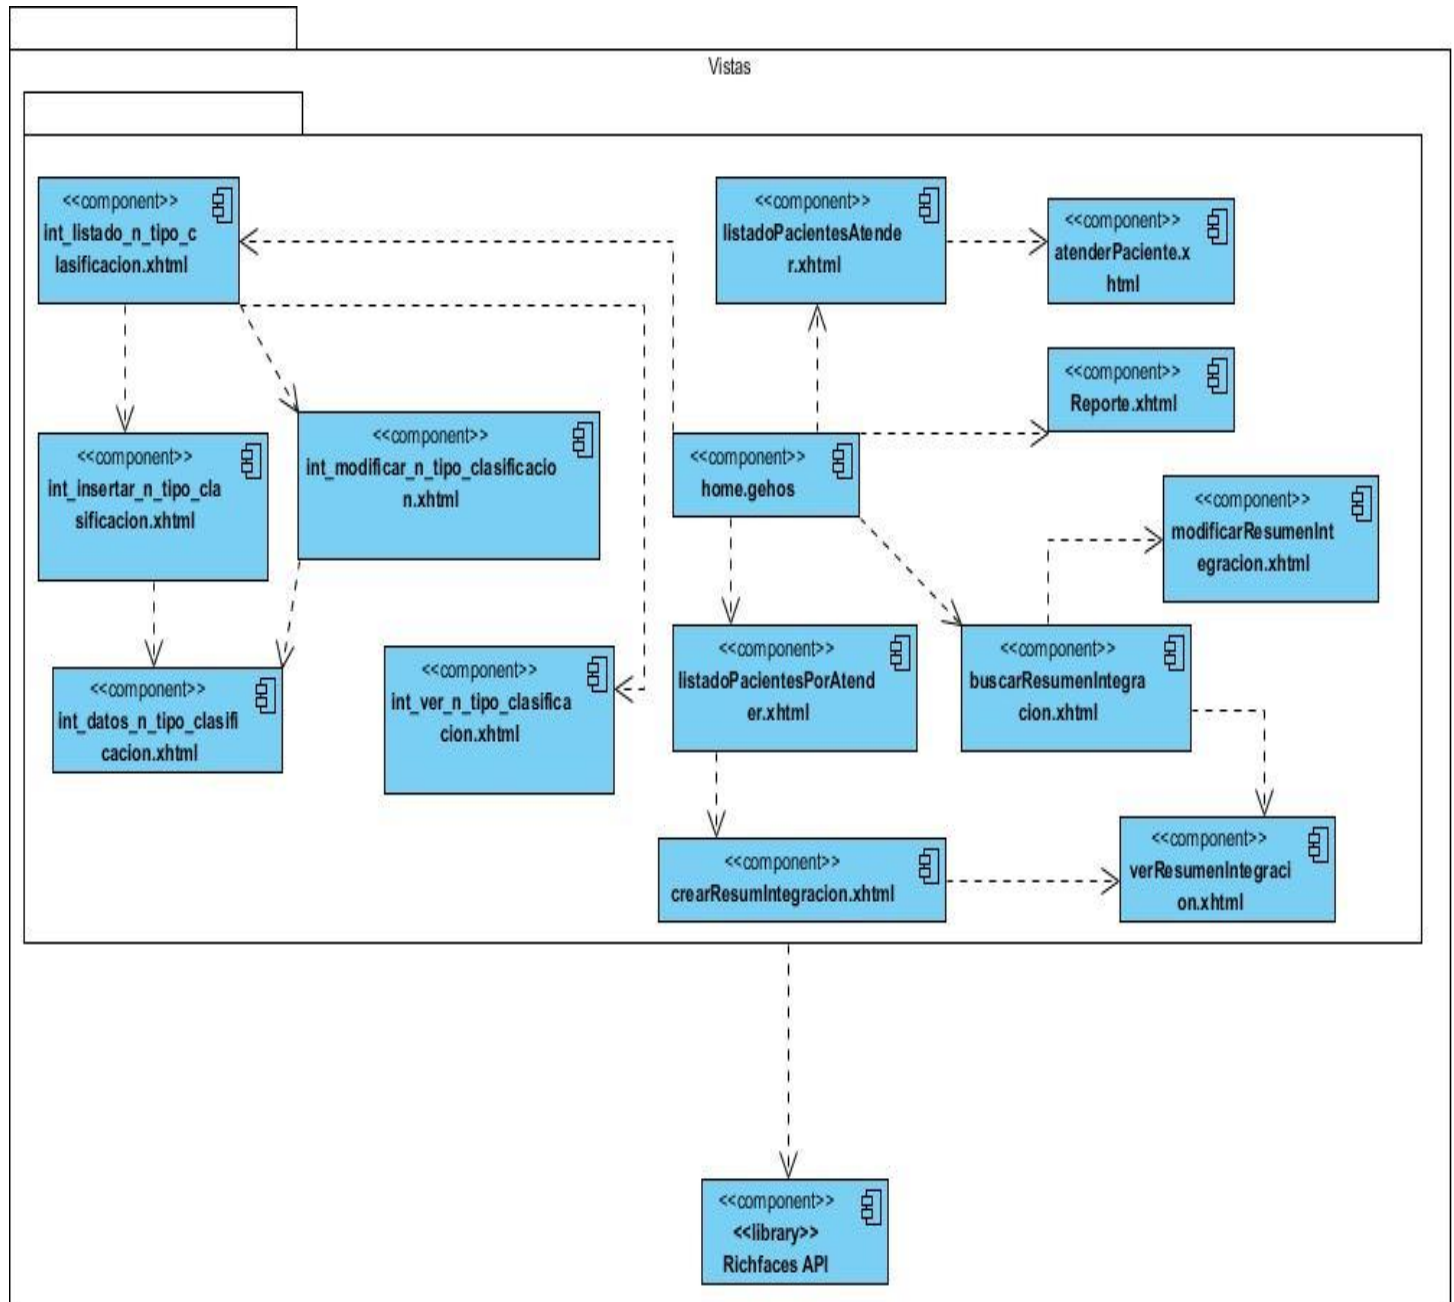 Vistas
<<component>>
int_listado_n_tipo_c
lasificacion.xhtml
<<component>>
listadoPacientesAtende
r.xhtml
<<component>>
atenderPaciente.x
html
<<component>>
Reporte.xhtml
<<component>>
int_insertar_n_tipo_cla
sificacion.xhtml
<<component>>
int_modificar_n_tipo_clasificacio
n.xhtml
<<component>>
home.gehos
<<component>>
modificarResumenInt
egracion.xhtml
<<component>>
int_datos_n_tipo_clasifi
cacion.xhtml
<<component>>
int_ver_n_tipo_clasifica
cion.xhtml
<<component>>
listadoPacientesPorAtend
er.xhtml
<<component>>
buscarResumenIntegra
cion.xhtml
<<component>>
crearResumIntegracion.xhtml
<<component>>
verResumenIntegraci
on.xhtml
<<component>>
<<library>>
Richfaces API